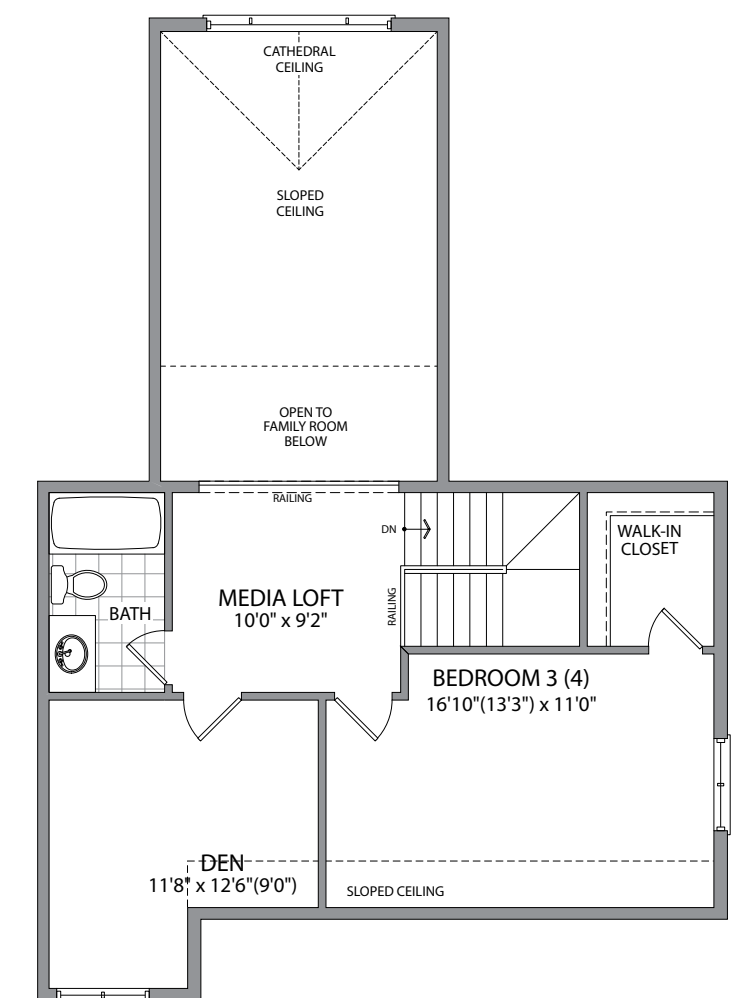 CATHEDRAL
CEILING
SLOPED
CEILING
OPEN TO
FAMILY ROOM
BELOW
RAILING
DN
WALK-IN
CLOSET
RAILING
MEDIA LOFT
10'0" x 9'2"
BATH
BEDROOM 3 (4)
16'10"(13'3") x 11'0"
DEN
11'8" x 12'6"(9'0")
SLOPED CEILING